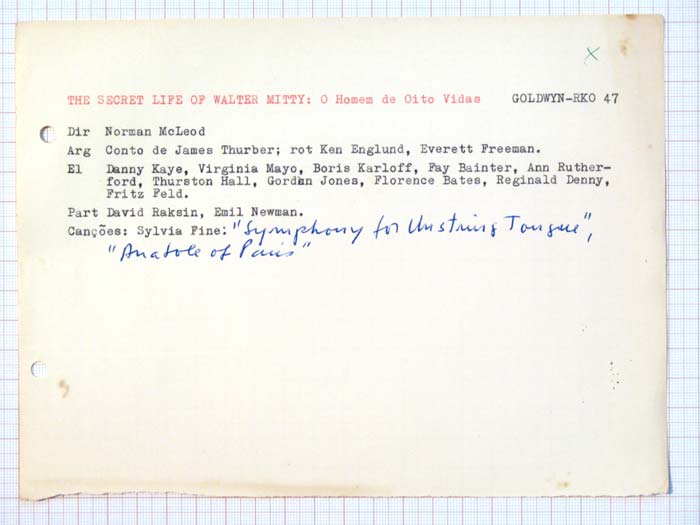 X
THE SECRET LIFE OF WALTER MITTY: O Homem de Oito Vidas GOLDWYN-RKO 47
Dir Norman McLeod
Arg Conto de James Thurber; rot Ken Englund, Everett Freeman.
El Danny Kaye, Virginia Mayo, Boris Karloff, Fay Bainter, Ann Ruther-
ford, Thurston Hall, Gordon Jones, Florence Bates, Reginald Denny,
Fritz Feld.
Part David Raksin, Emil Newman.
Canções: Sylvia Fine: "Symphony for Unstring Tongue",
"Anatole of Paris"